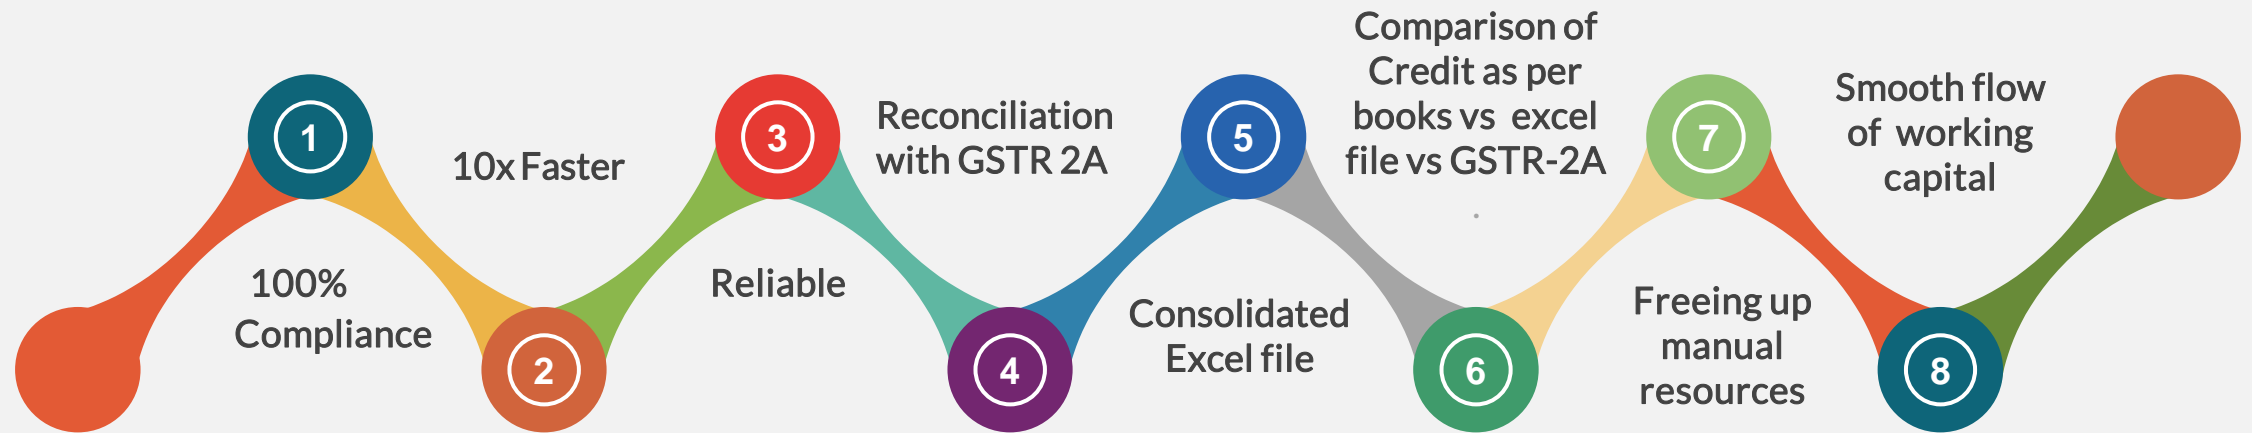 1
100%
Compliance
2
10x Faster
3
Reliable
4
Reconciliation
with GSTR 2A
5
Consolidated
Excel file
6
Comparison of
Credit as per
books vs excel
file vs GSTR-2A
.
7
Freeing up
manual
resources
8
Smooth flow
of working
capital